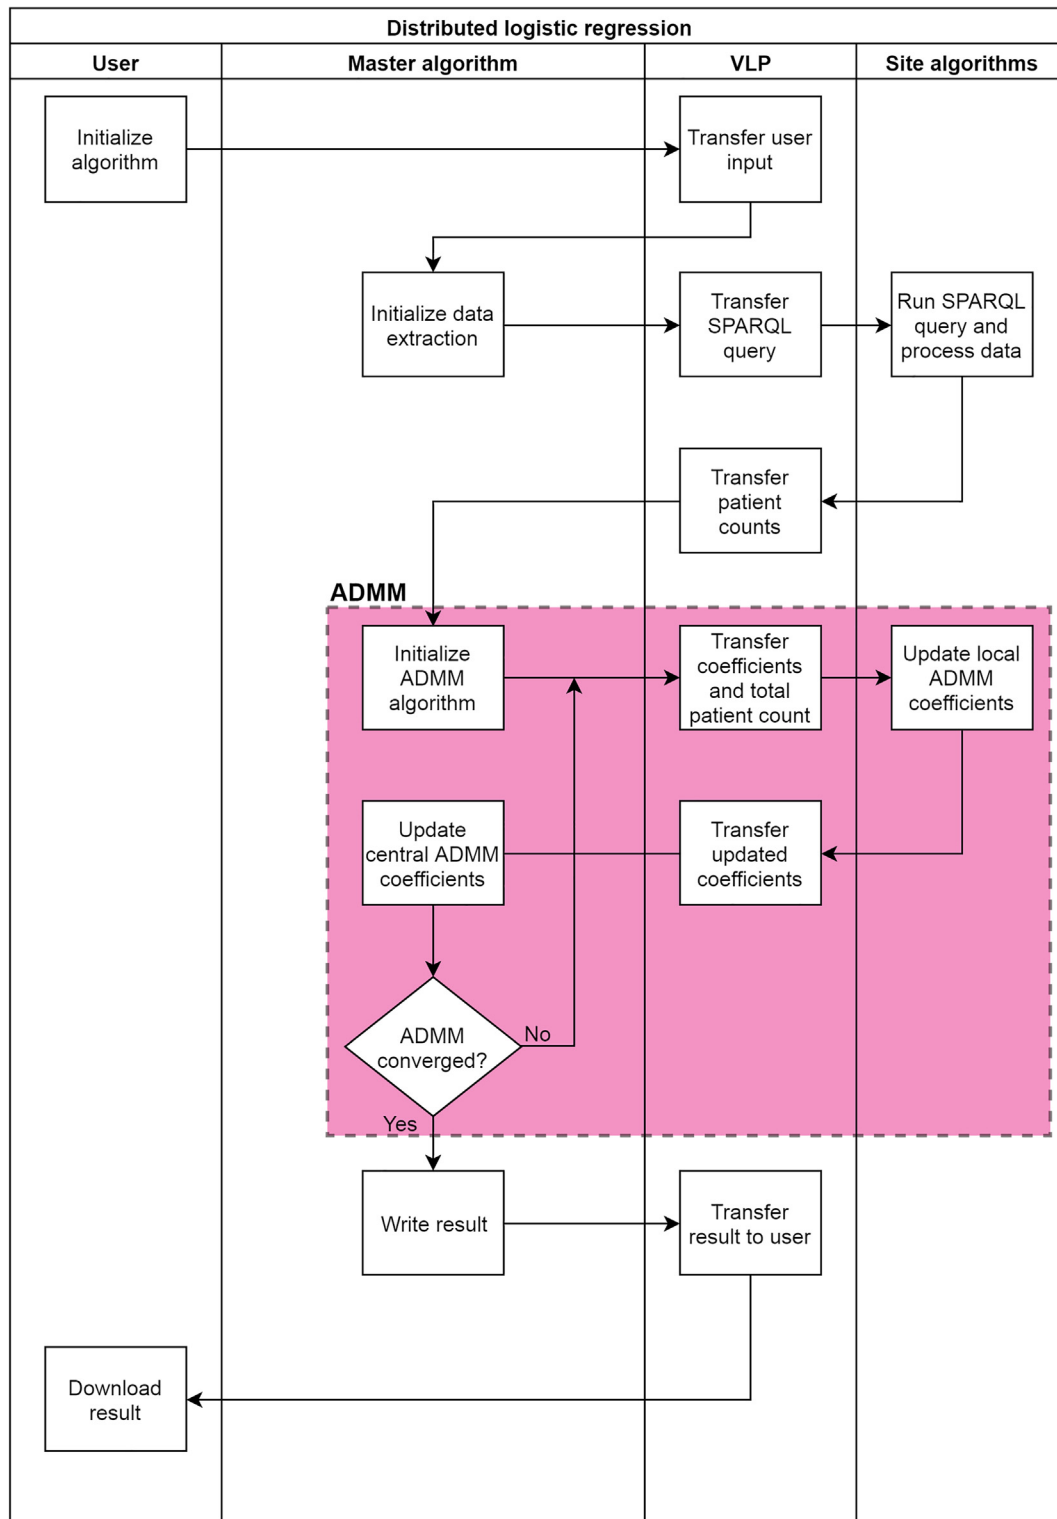 Distributed logistic regression
User
Master algorithm
VLP
Site algorithms
Initialize
algorithm
Transfer user
input
Initialize data
extraction
Transfer
SPARQL
query
Run SPARQL
query and
process data
Transfer
patient
counts
ADMM
Initialize
ADMM
algorithm
Transfer
coefficients
and total
patient count
Update local
ADMM
coefficients
Update
central ADMM
coefficients
Transfer
updated
coefficients
ADMM
converged?
No
Yes
Write result
Transfer
result to user
Download
result